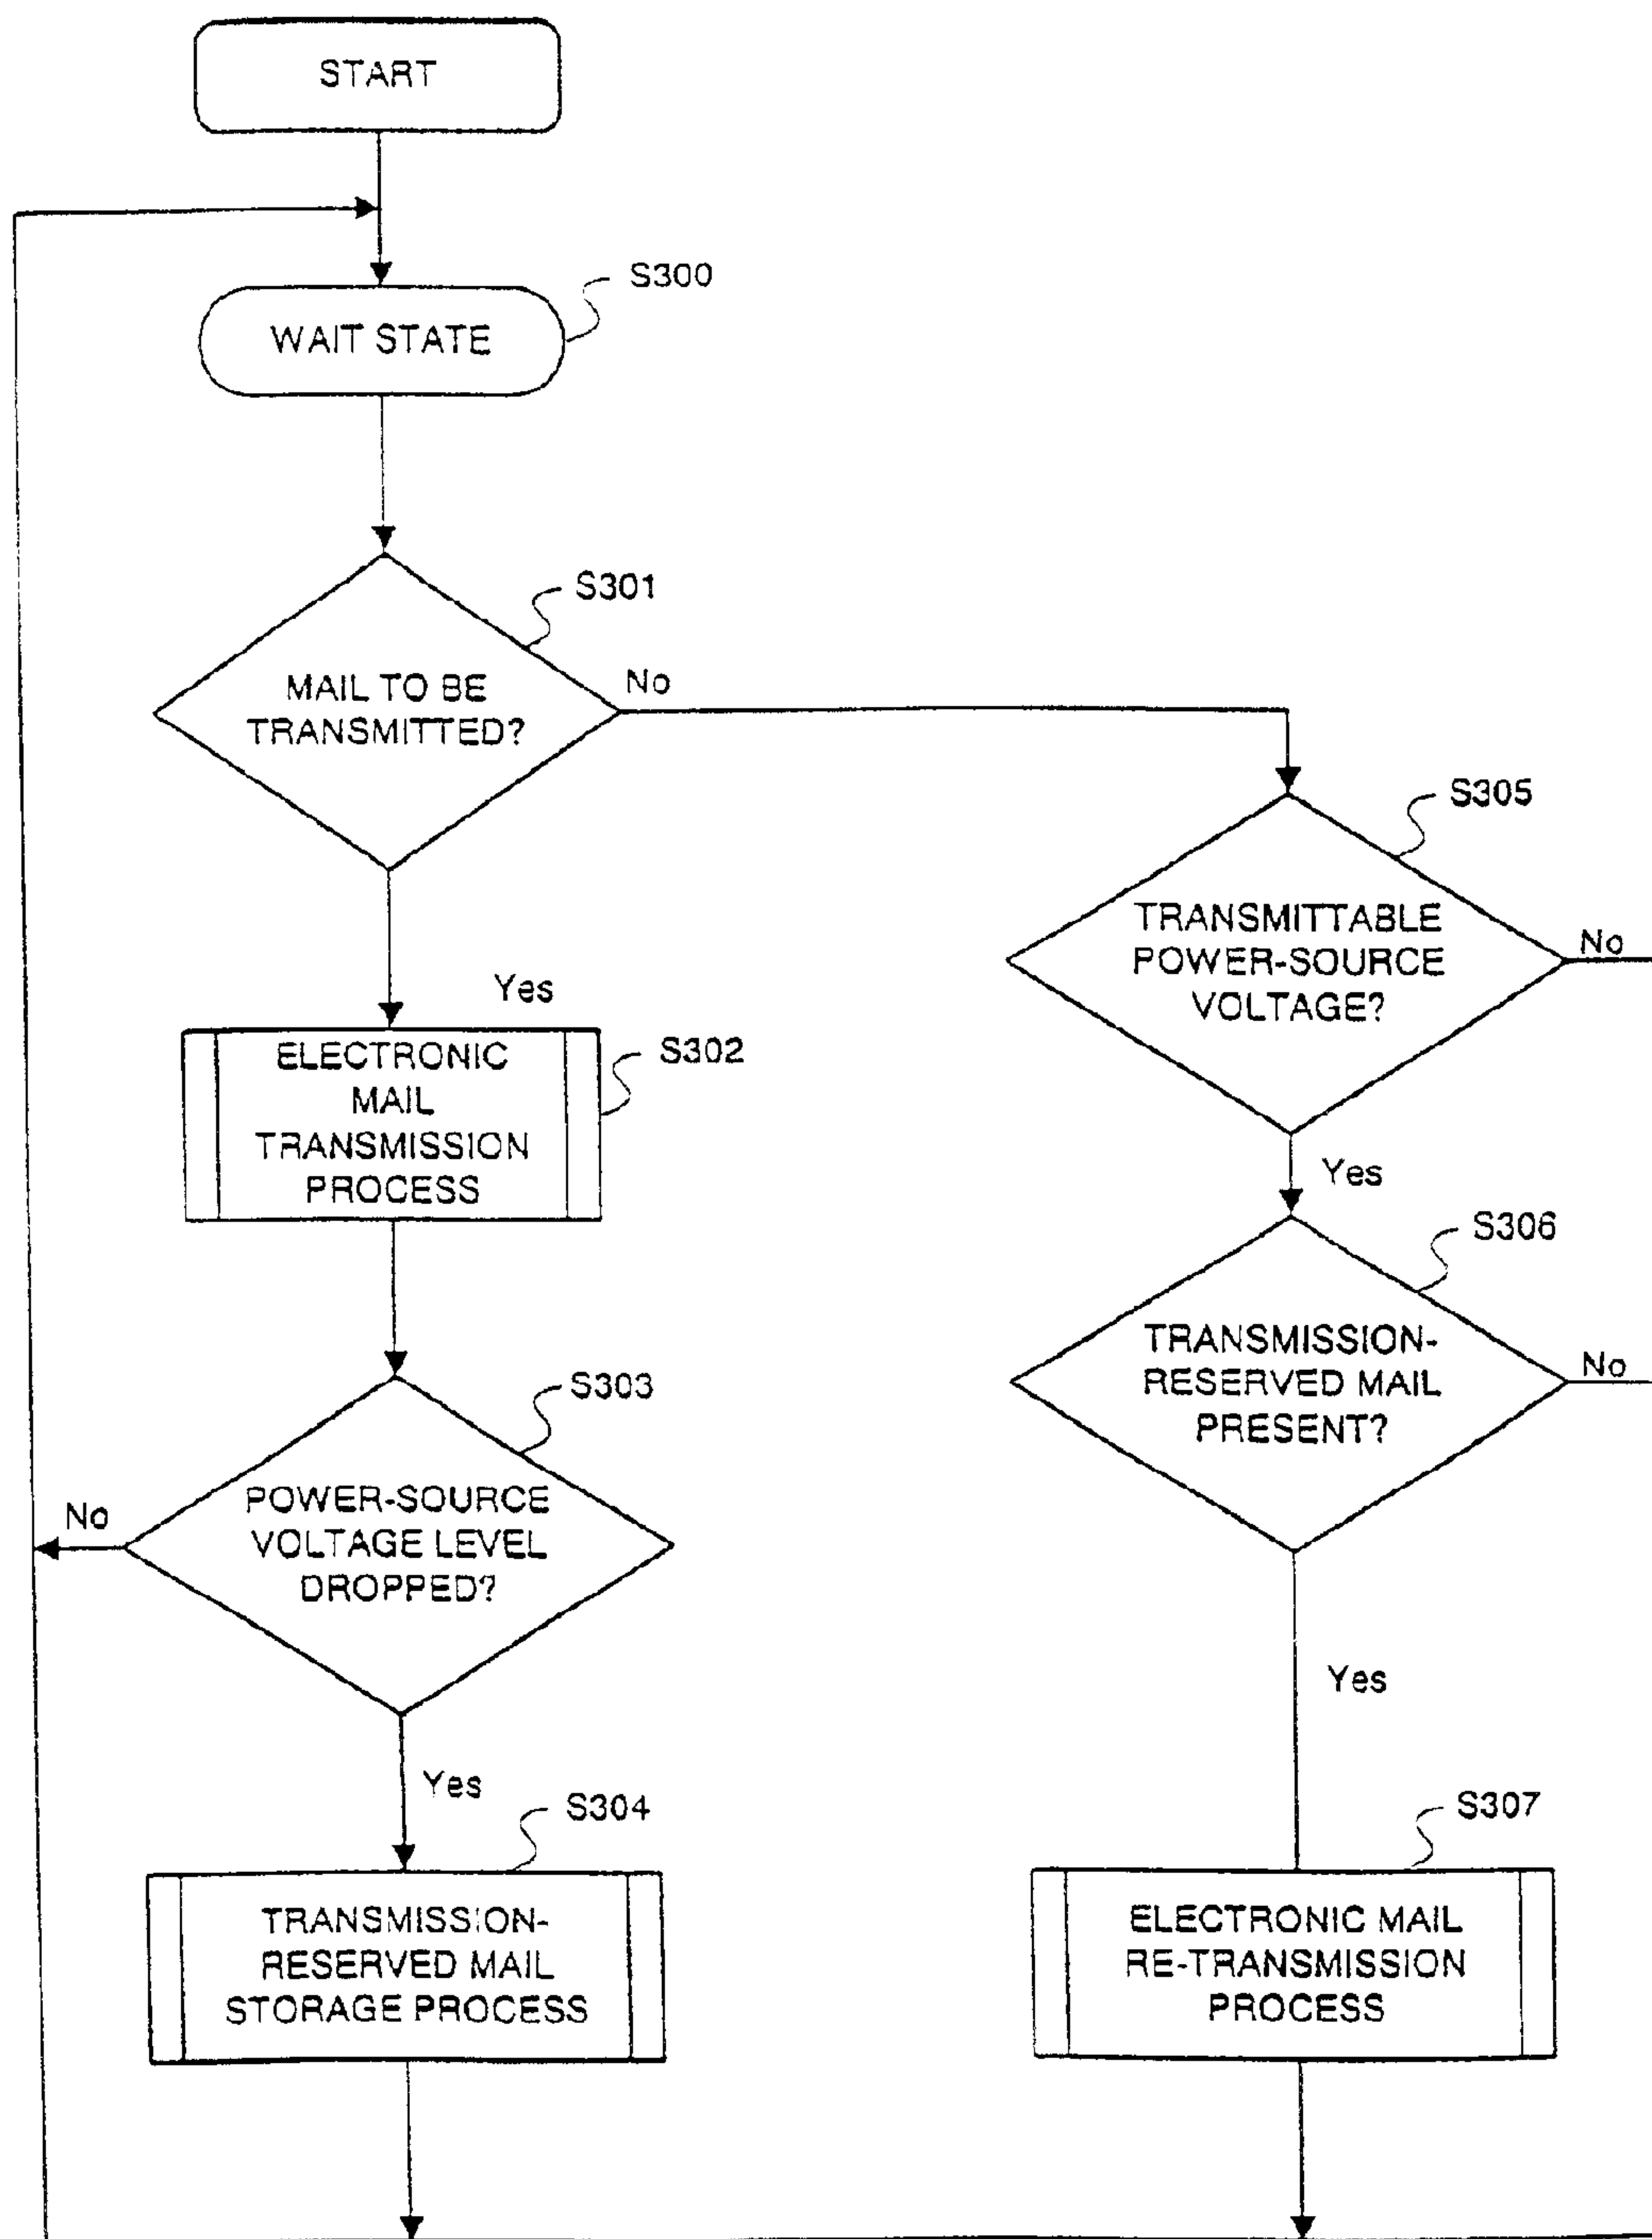 START
S300
WAIT STATE
S301
MAIL TO BE
TRANSMITTED?
No
S305
TRANSMITTABLE
POWER-SOURCE
VOLTAGE?
No
Yes
Yes
S302
ELECTRONIC
MAIL
TRANSMISSION
PROCESS
S306
TRANSMISSION-
RESERVED MAIL
PRESENT?
No
S303
POWER-SOURCE
VOLTAGE LEVEL
DROPPED?
No
Yes
Yes
S304
TRANSMISSION-
RESERVED MAIL
STORAGE PROCESS
S307
ELECTRONIC MAIL
RE-TRANSMISSION
PROCESS